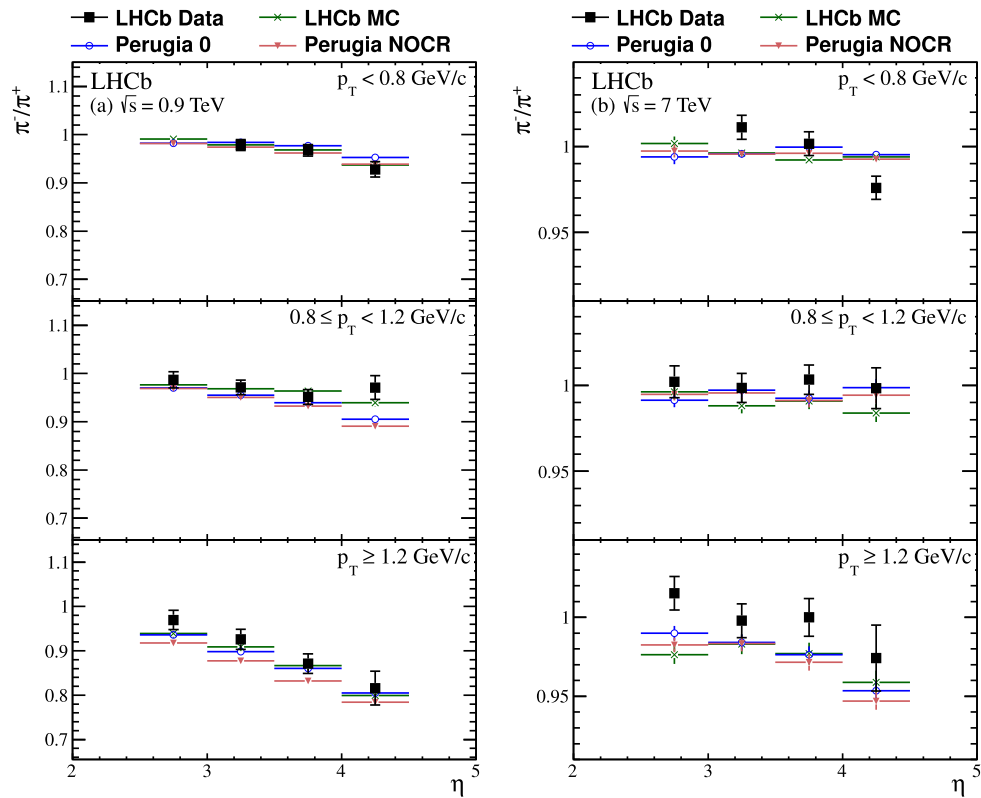 LHCb Data LHCb MC
Perugia 0 Perugia NOCR
LHCb p_T < 0.8 GeV/c
(a) √s = 0.9 TeV
π⁻/π⁺
1.1
1
0.9
0.8
0.7
0.8 ≤ p_T < 1.2 GeV/c
1.1
1
0.9
0.8
0.7
p_T ≥ 1.2 GeV/c
1.1
1
0.9
0.8
0.7
2 3 4 5
η
LHCb Data LHCb MC
Perugia 0 Perugia NOCR
LHCb p_T < 0.8 GeV/c
(b) √s = 7 TeV
π⁻/π⁺
1
0.95
0.8 ≤ p_T < 1.2 GeV/c
1
0.95
p_T ≥ 1.2 GeV/c
1
0.95
2 3 4 5
η